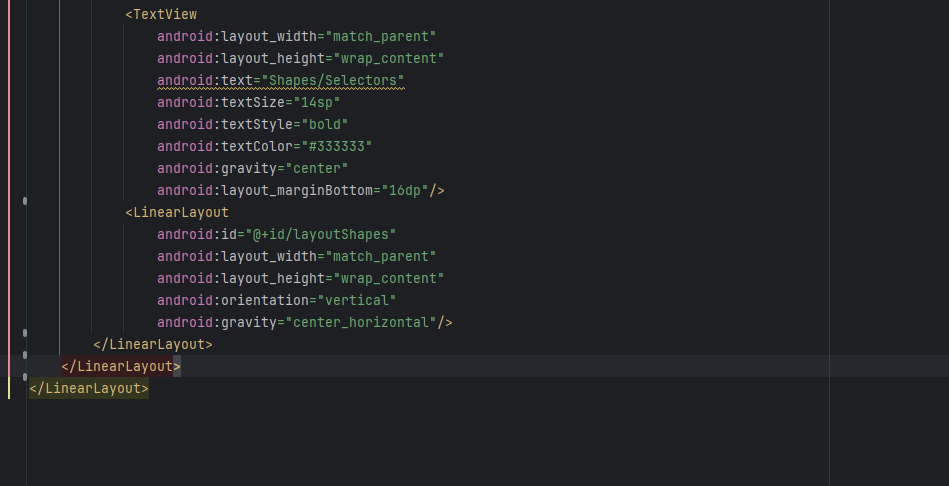 <TextView
android:layout_width="match_parent"
android:layout_height="wrap_content"
android:text="Shapes/Selectors"
android:textSize="14sp"
android:textStyle="bold"
android:textColor="#333333"
android:gravity="center"
android:layout_marginBottom="16dp"/>
<LinearLayout
android:id="@+id/layoutShapes"
android:layout_width="match_parent"
android:layout_height="wrap_content"
android:orientation="vertical"
android:gravity="center_horizontal"/>
</LinearLayout>
</LinearLayout>
</LinearLayout>